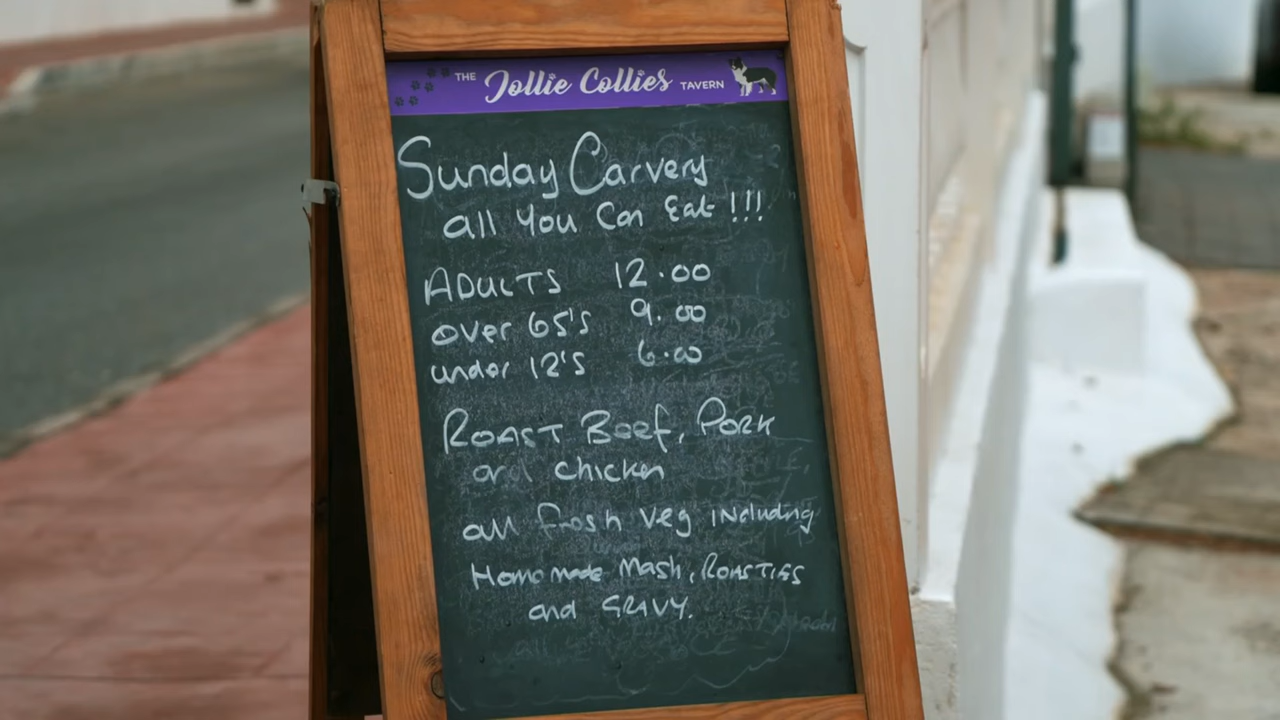 THE Jollie Collies TAVERN
Sunday Carvery
all You Can Eat !!!
ADULTS 12.00
over 65's 9.00
under 12's 6.00
ROAST Beef, PORK
and chicken
all fresh veg including
Homemade Mash, ROASTIES
and GRAVY.